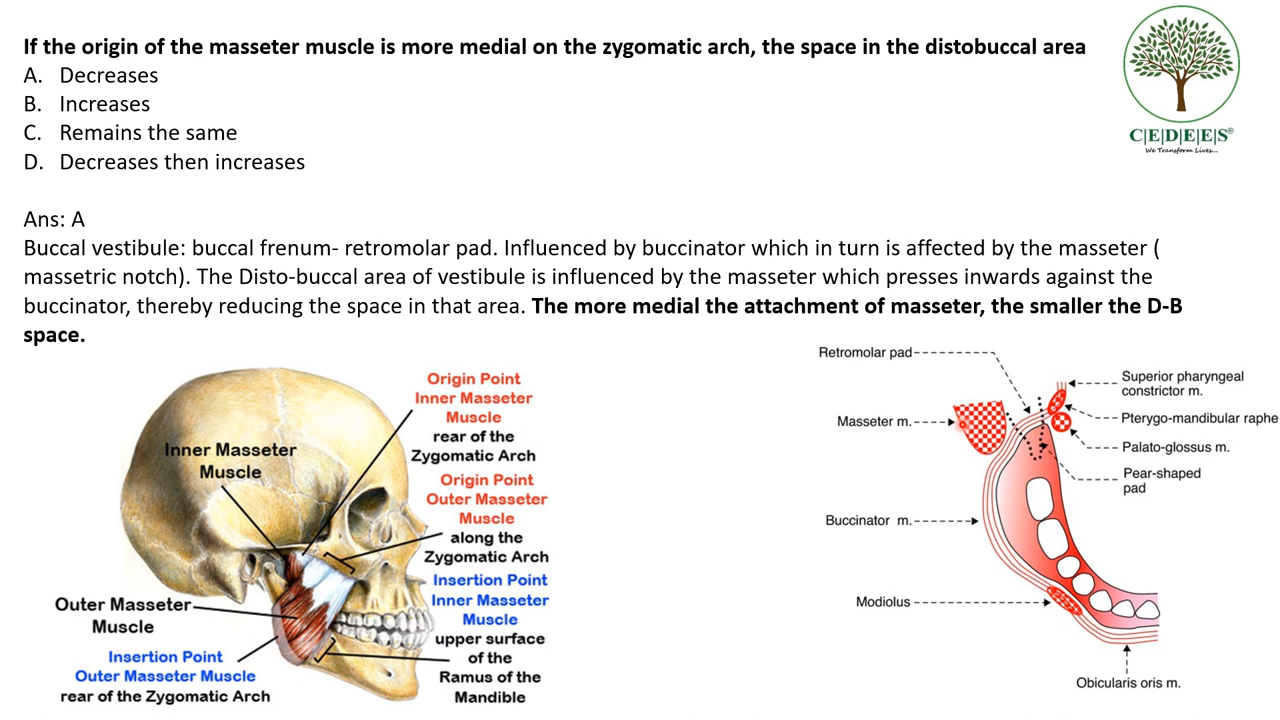 If the origin of the masseter muscle is more medial on the zygomatic arch, the space in the distobuccal area
A. Decreases
B. Increases
C. Remains the same
D. Decreases then increases
C|E|D|E|E|S®
We Transform Lives...
Ans: A
Buccal vestibule: buccal frenum- retromolar pad. Influenced by buccinator which in turn is affected by the masseter (
massetric notch). The Disto-buccal area of vestibule is influenced by the masseter which presses inwards against the
buccinator, thereby reducing the space in that area. The more medial the attachment of masseter, the smaller the D-B
space.
Origin Point
Inner Masseter
Muscle
rear of the
Zygomatic Arch
Inner Masseter
Muscle
Origin Point
Outer Masseter
Muscle
along the
Zygomatic Arch
Insertion Point
Inner Masseter
Muscle
upper surface
of the
Ramus of the
Mandible
Outer Masseter
Muscle
Insertion Point
Outer Masseter Muscle
rear of the Zygomatic Arch
Retromolar pad
Masseter m.
Buccinator m.
Modiolus
Superior pharyngeal
constrictor m.
Pterygo-mandibular raphe
Palato-glossus m.
Pear-shaped
pad
Obicularis oris m.